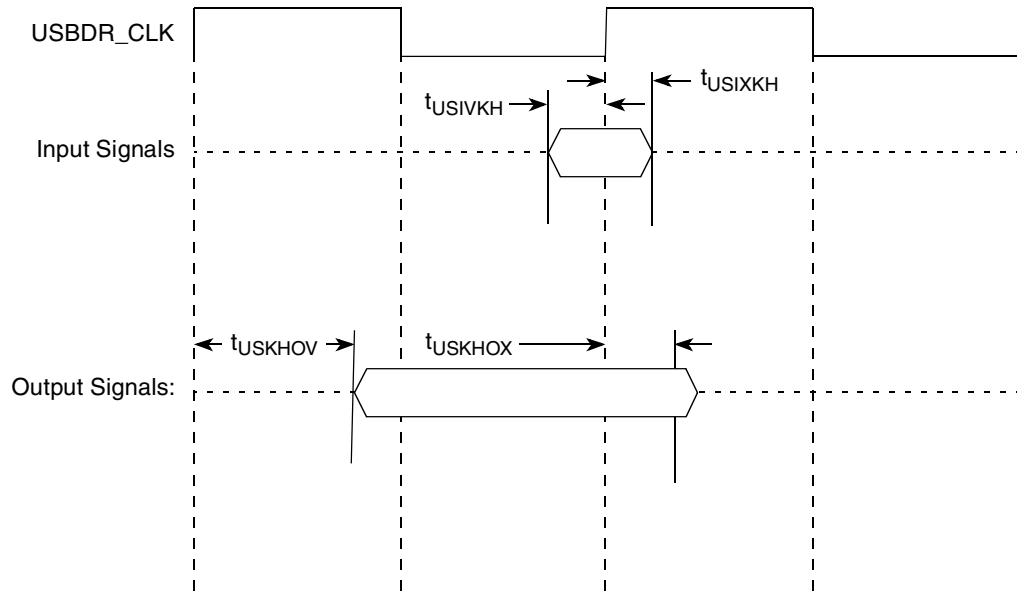 USBDR_CLK
tUSIXKH
tUSIVKH
Input Signals
tUSKHOV
tUSKHOX
Output Signals: